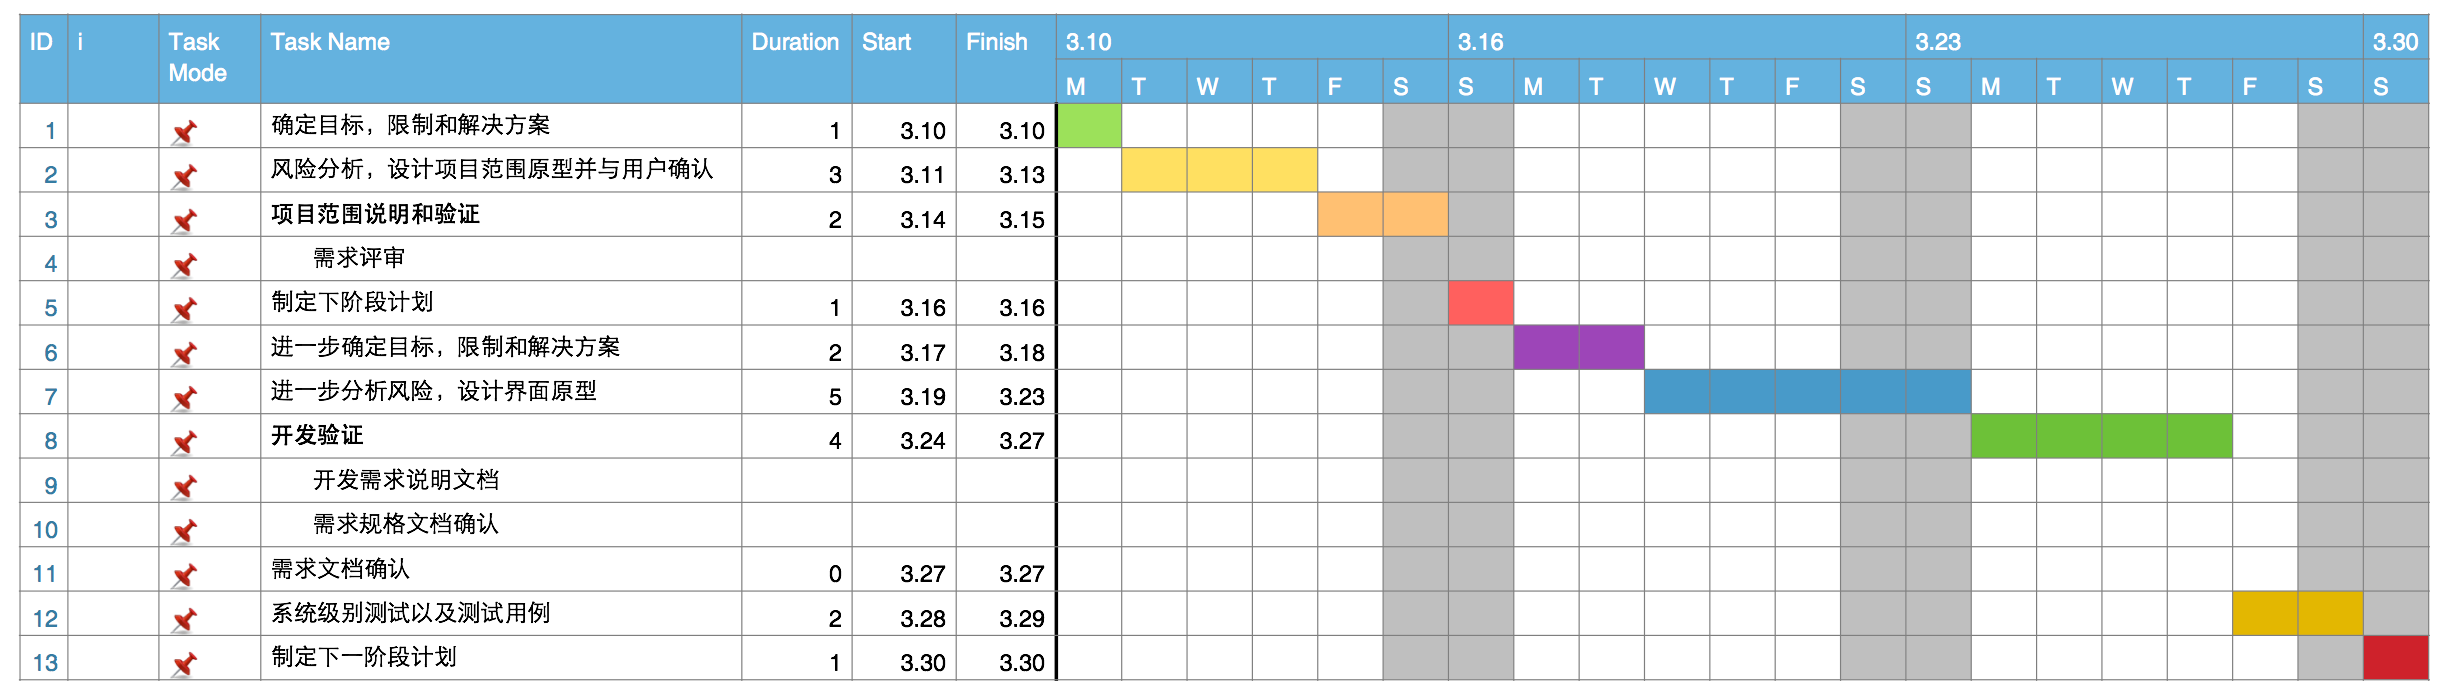 ID i Task Mode Task Name Duration Start Finish 3.10 3.16 3.23 3.30
M T W T F S S M T W T F S S M T W T F S S
1 确定目标，限制和解决方案 1 3.10 3.10
2 风险分析，设计项目范围原型并与用户确认 3 3.11 3.13
3 项目范围说明和验证 2 3.14 3.15
4 需求评审
5 制定下阶段计划 1 3.16 3.16
6 进一步确定目标，限制和解决方案 2 3.17 3.18
7 进一步分析风险，设计界面原型 5 3.19 3.23
8 开发验证 4 3.24 3.27
9 开发需求说明文档
10 需求规格文档确认
11 需求文档确认 0 3.27 3.27
12 系统级别测试以及测试用例 2 3.28 3.29
13 制定下一阶段计划 1 3.30 3.30